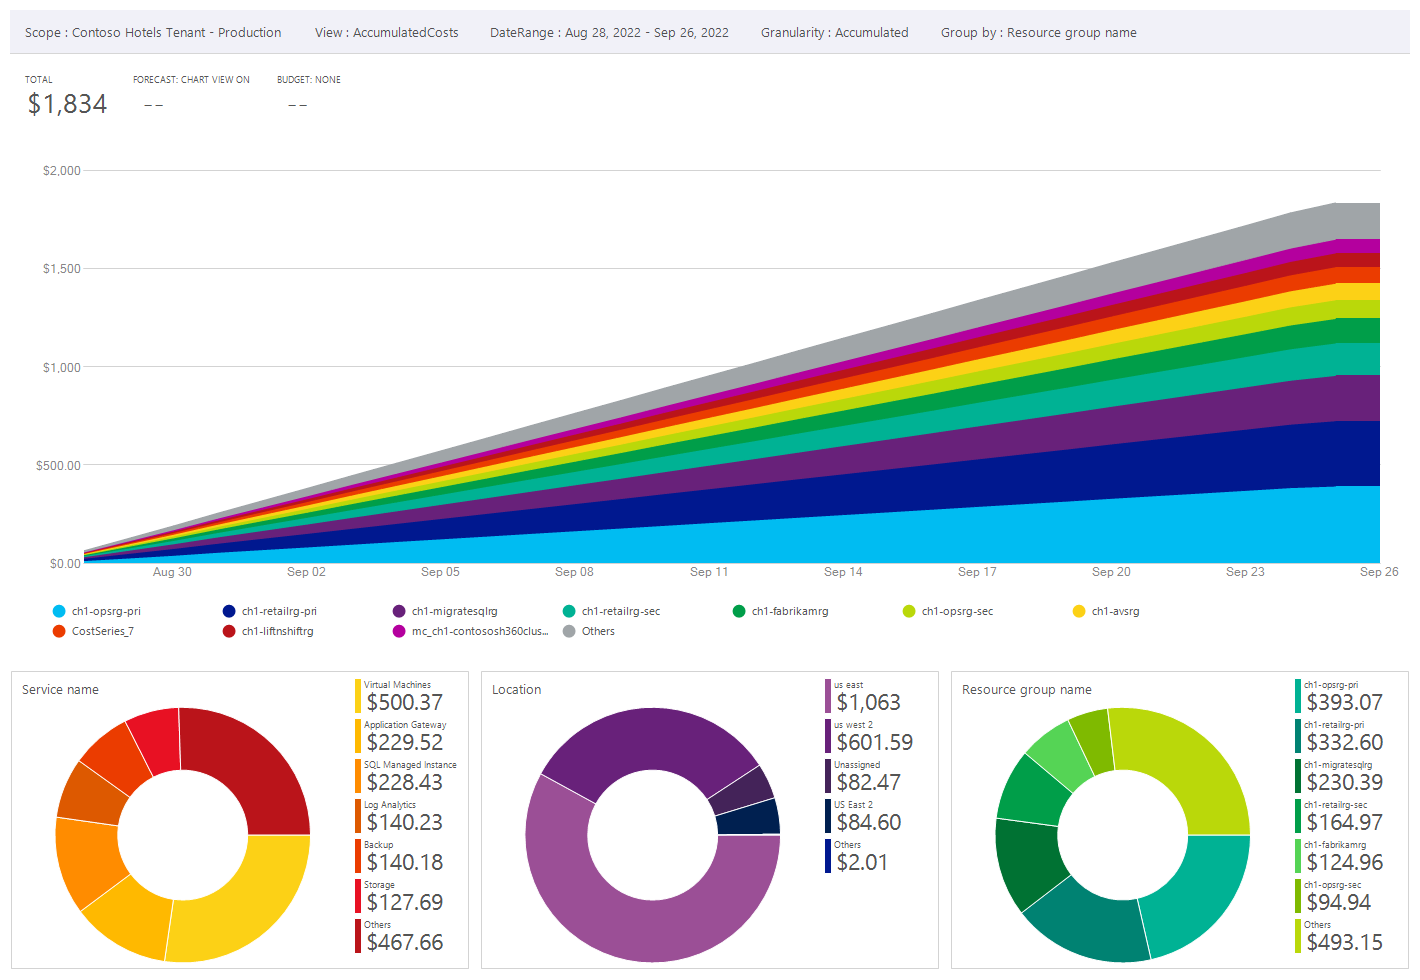 Scope : Contoso Hotels Tenant - Production View : AccumulatedCosts DateRange : Aug 28, 2022 - Sep 26, 2022 Granularity : Accumulated Group by : Resource group name
TOTAL FORECAST: CHART VIEW ON BUDGET: NONE
$1,834 -- --
$2,000
$1,500
$1,000
$500.00
$0.00
Aug 30 Sep 02 Sep 05 Sep 08 Sep 11 Sep 14 Sep 17 Sep 20 Sep 23 Sep 26
ch1-opsrg-pri ch1-retailrg-pri ch1-migratesqlrg ch1-retailrg-sec ch1-fabrikamrg ch1-opsrg-sec ch1-avsrg
CostSeries_7 ch1-liftnshiftrg mc_ch1-contososh360clus... Others
Service name
Virtual Machines
$500.37
Application Gateway
$229.52
SQL Managed Instance
$228.43
Log Analytics
$140.23
Backup
$140.18
Storage
$127.69
Others
$467.66
Location
us east
$1,063
us west 2
$601.59
Unassigned
$82.47
US East 2
$84.60
Others
$2.01
Resource group name
ch1-opsrg-pri
$393.07
ch1-retailrg-pri
$332.60
ch1-migratesqlrg
$230.39
ch1-retailrg-sec
$164.97
ch1-fabrikamrg
$124.96
ch1-opsrg-sec
$94.94
Others
$493.15